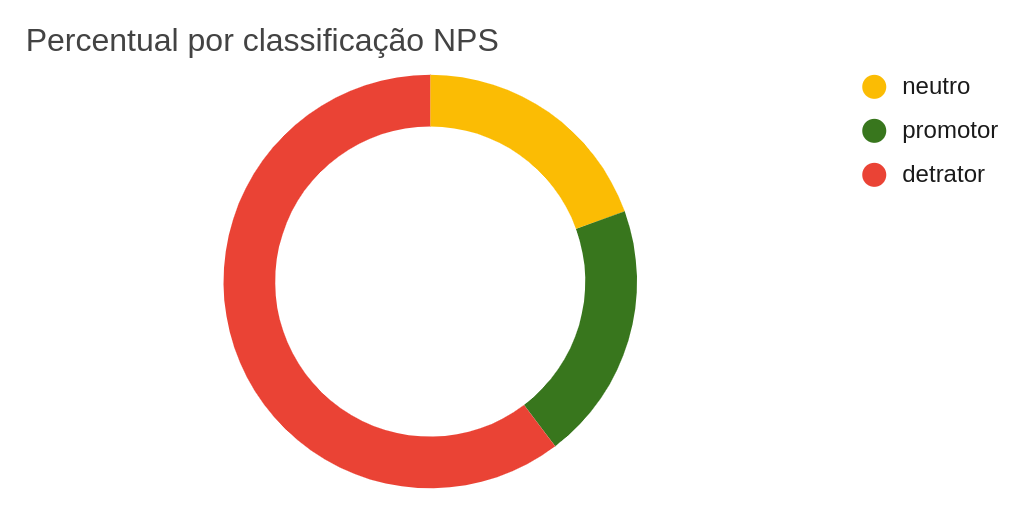 Percentual por classificação NPS
neutro
promotor
detrator